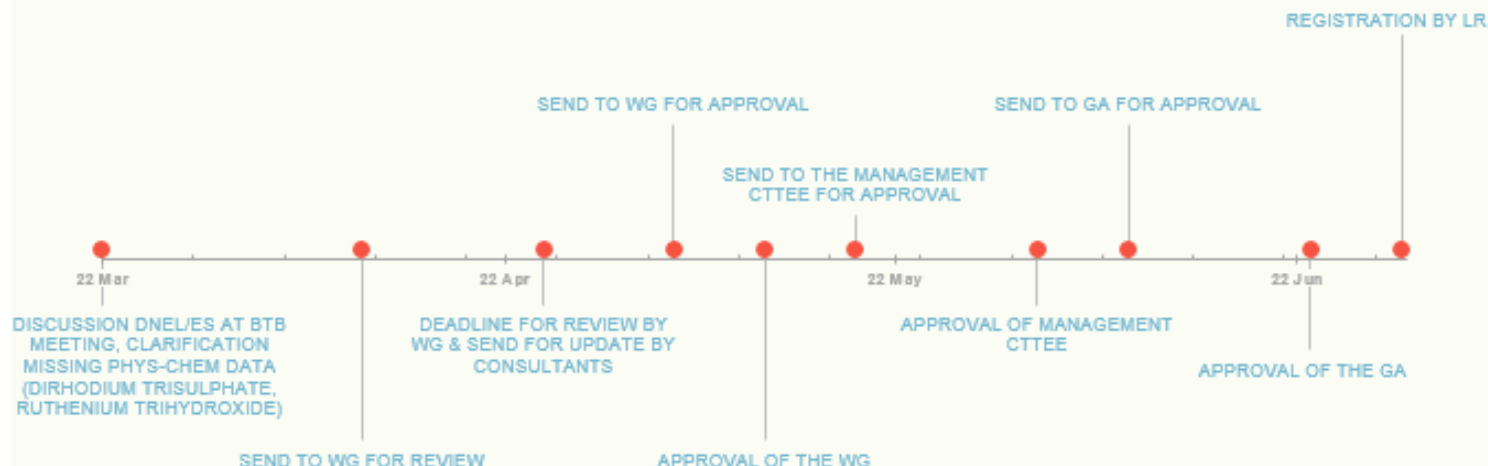 REGISTRATION BY LR
SEND TO WG FOR APPROVAL
SEND TO GA FOR APPROVAL
SEND TO THE MANAGEMENT
CTTEE FOR APPROVAL
22 Mar
22 Apr
22 May
22 Jun
DISCUSSION DNEL/ES AT BTB
MEETING, CLARIFICATION
MISSING PHYS-CHEM DATA
(DIRHODIUM TRISULPHATE,
RUTHENIUM TRIHYDROXIDE)
DEADLINE FOR REVIEW BY
WG & SEND FOR UPDATE BY
CONSULTANTS
APPROVAL OF MANAGEMENT
CTTEE
APPROVAL OF THE GA
SEND TO WG FOR REVIEW
APPROVAL OF THE WG